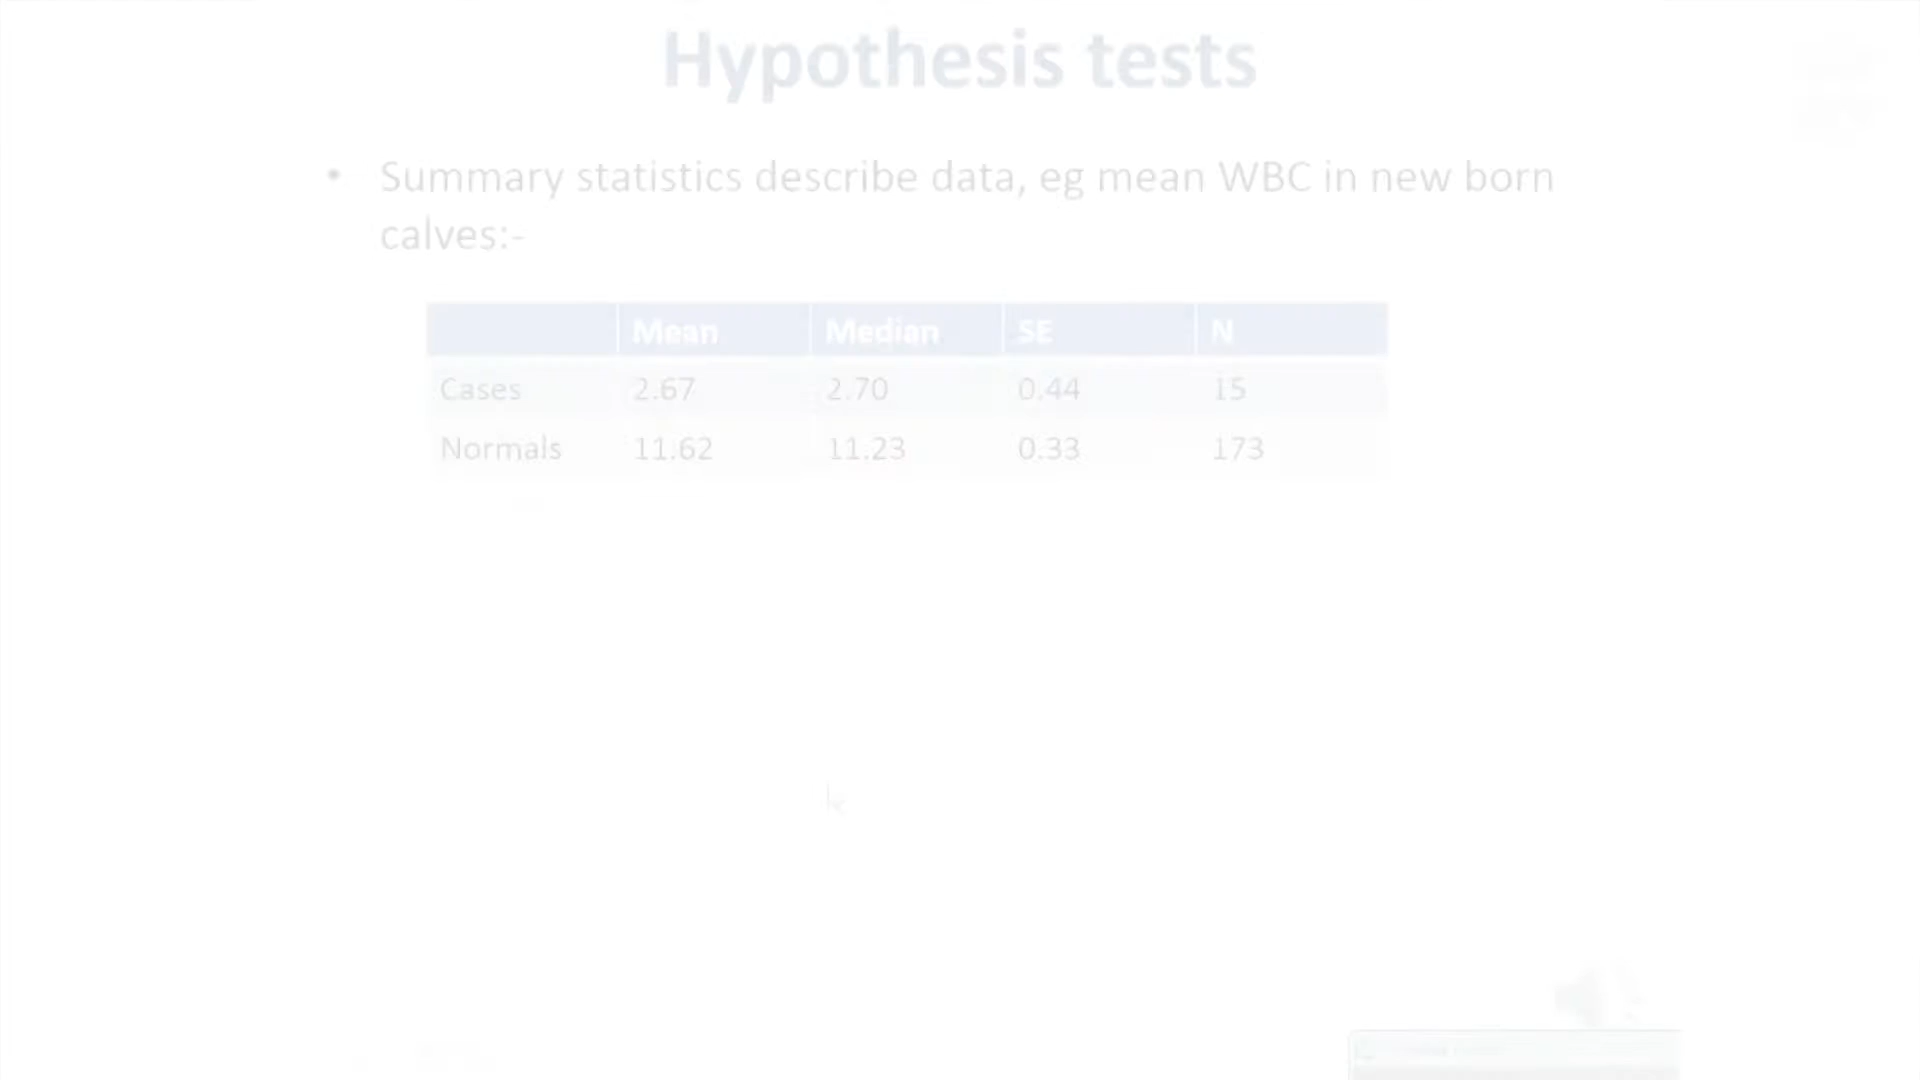 Hypothesis tests
• Summary statistics describe data, eg mean WBC in new born
calves:-
Mean Median SE N
Cases 2.67 2.70 0.44 15
Normals 11.62 11.23 0.33 173